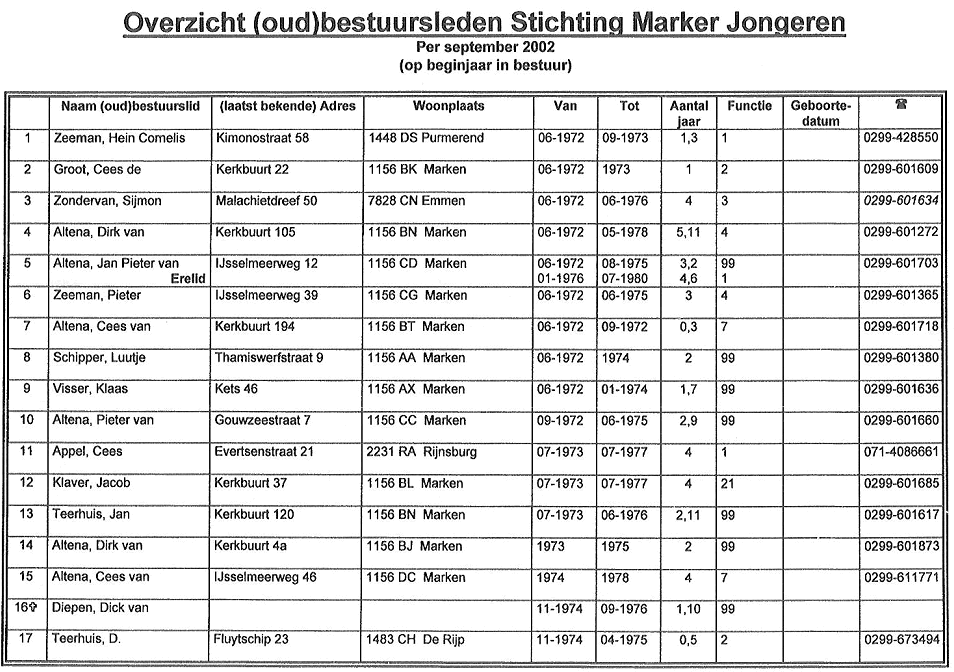 Overzicht (oud)bestuursleden Stichting Marker Jongeren
Per september 2002
(op beginjaar in bestuur)
Naam (oud)bestuurslid (laatst bekende) Adres Woonplaats Van Tot Aantal jaar Functie Geboorte-datum ☎
1 Zeeman, Hein Cornelis Kimonostraat 58 1448 DS Purmerend 06-1972 09-1973 1,3 1 0299-428550
2 Groot, Cees de Kerkbuurt 22 1156 BK Marken 06-1972 1973 1 2 0299-601609
3 Zondervan, Sijmon Malachietdreef 50 7828 CN Emmen 06-1972 06-1976 4 3 0299-601634
4 Altena, Dirk van Kerkbuurt 105 1156 BN Marken 06-1972 05-1978 5,11 4 0299-601272
5 Altena, Jan Pieter van IJsselmeerweg 12 1156 CD Marken 06-1972 08-1975 3,2 99 0299-601703
Erelid 01-1976 07-1980 4,6 1
6 Zeeman, Pieter IJsselmeerweg 39 1156 CG Marken 06-1972 06-1975 3 4 0299-601365
7 Altena, Cees van Kerkbuurt 194 1156 BT Marken 06-1972 09-1972 0,3 7 0299-601718
8 Schipper, Luutje Thamiswerfstraat 9 1156 AA Marken 06-1972 1974 2 99 0299-601380
9 Visser, Klaas Kets 46 1156 AX Marken 06-1972 01-1974 1,7 99 0299-601636
10 Altena, Pieter van Gouwzeestraat 7 1156 CC Marken 09-1972 06-1975 2,9 99 0299-601660
11 Appel, Cees Evertsenstraat 21 2231 RA Rijnsburg 07-1973 07-1977 4 1 071-4086661
12 Klaver, Jacob Kerkbuurt 37 1156 BL Marken 07-1973 07-1977 4 21 0299-601685
13 Teerhuis, Jan Kerkbuurt 120 1156 BN Marken 07-1973 06-1976 2,11 99 0299-601617
14 Altena, Dirk van Kerkbuurt 4a 1156 BJ Marken 1973 1975 2 99 0299-601873
15 Altena, Cees van IJsselmeerweg 46 1156 DC Marken 1974 1978 4 7 0299-611771
16✞ Diepen, Dick van 11-1974 09-1976 1,10 99
17 Teerhuis, D. Fluytschip 23 1483 CH De Rijp 11-1974 04-1975 0,5 2 0299-673494